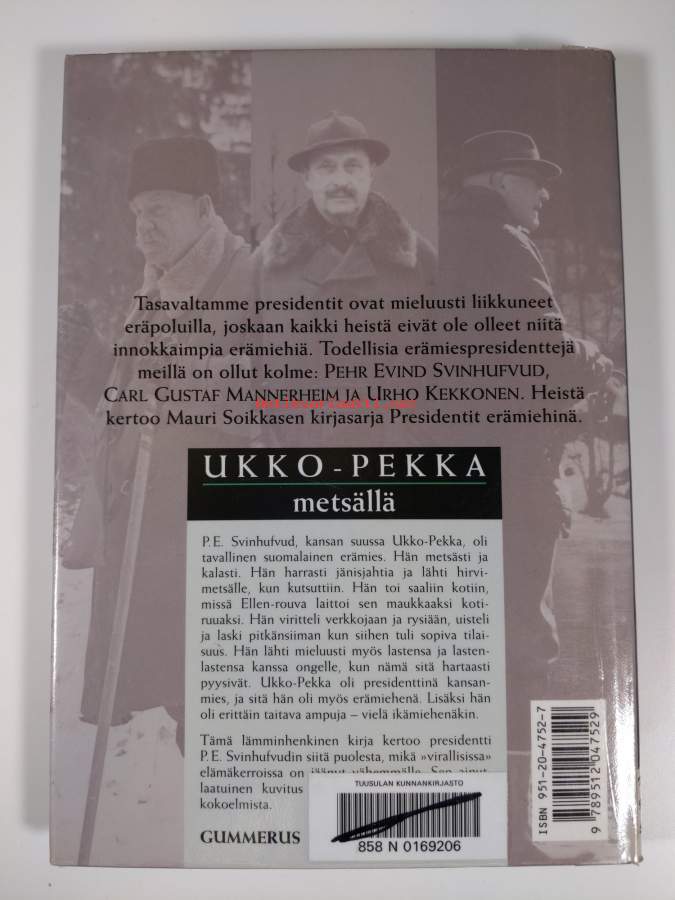 Tasavaltamme presidentit ovat mieluusti liikkuneet
eräpoluilla, joskaan kaikki heistä eivät ole olleet niitä
innokkaimpia erämiehiä. Todellisia erämiespresidenttejä
meillä on ollut kolme: PEHR EVIND SVINHUFVUD,
CARL GUSTAF MANNERHEIM JA URHO KEKKONEN. Heistä
kertoo Mauri Soikkasen kirjasarja Presidentit erämiehinä.
UKKO-PEKKA
metsällä
P.E. Svinhufvud, kansan suussa Ukko-Pekka, oli
tavallinen suomalainen erämies. Hän metsästi ja
kalasti. Hän harrasti jänisjahtia ja lähti hirvi-
metsälle, kun kutsuttiin. Hän toi saaliin kotiin,
missä Ellen-rouva laittoi sen maukkaaksi koti-
ruuaksi. Hän viritteli verkkojaan ja rysiään, uisteli
ja laski pitkänsiiman kun siihen tuli sopiva tilai-
suus. Hän lähti mieluusti myös lastensa ja lasten-
lastensa kanssa ongelle, kun nämä sitä hartaasti
pyysivät. Ukko-Pekka oli presidenttinä kansan-
mies, ja sitä hän oli myös erämiehenä. Lisäksi hän
oli erittäin taitava ampuja – vielä ikämiehenäkin.
Tämä lämminhenkinen kirja kertoo presidentti
P.E. Svinhufvudin siitä puolesta, mikä »virallisissa»
elämäkerroissa on jäänyt vähemmälle. Sen ainut-
laatuinen kuvitus
kokoelmista.
GUMMERUS
TUUSULAN KUNNANKIRJASTO
858 N 0169206
ISBN 951-20-4752-7
9 789512 047529